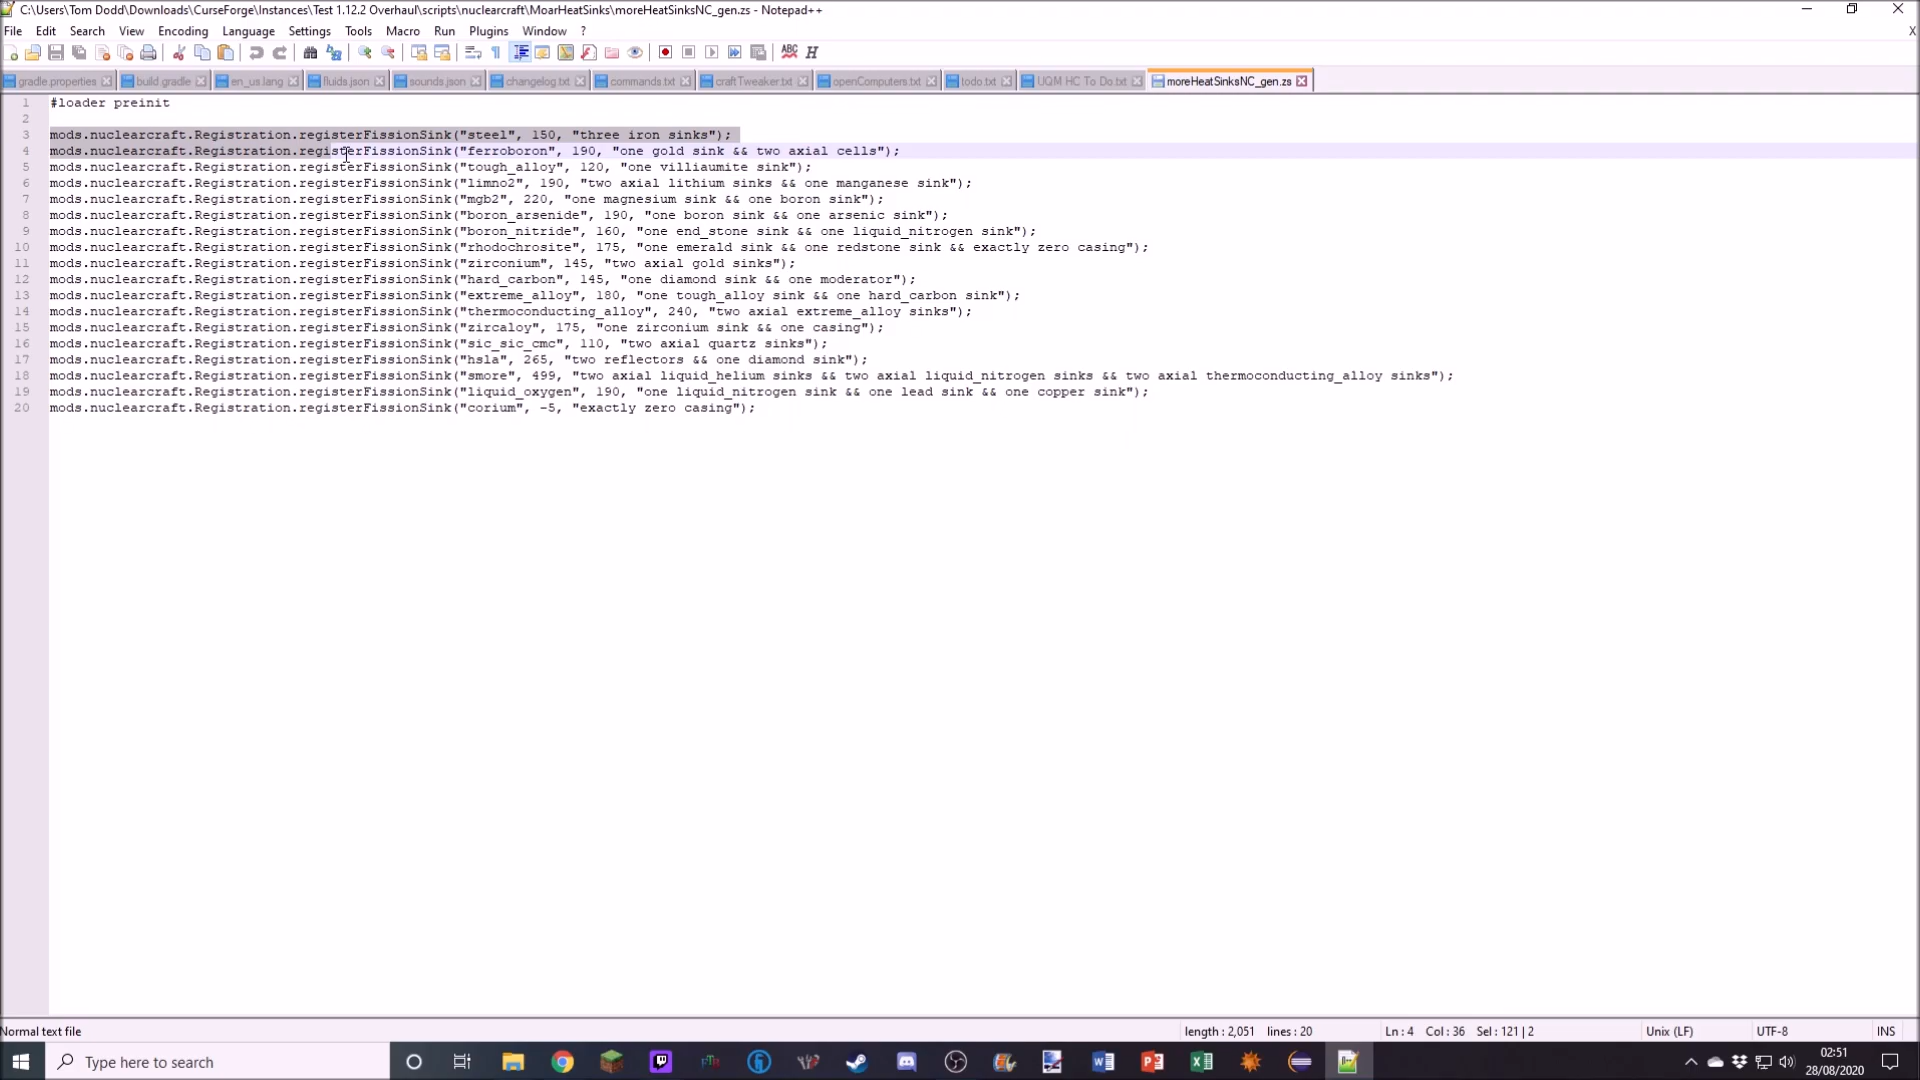 C:\Users\Tom Dodd\Downloads\CurseForge\Instances\Test 1.12.2 Overhaul\scripts\nuclearcraft\MoarHeatSinks\moreHeatSinksNC_gen.zs - Notepad++
File Edit Search View Encoding Language Settings Tools Macro Run Plugins Window ? X
ABC H
gradle.properties build.gradle en_us.lang fluids.json sounds.json changelog.txt commands.txt craftTweaker.txt openComputers.txt todo.txt UQM HC To Do.txt moreHeatSinksNC_gen.zs
1 #loader preinit
2
3 mods.nuclearcraft.Registration.registerFissionSink("steel", 150, "three iron sinks");
4 mods.nuclearcraft.Registration.registerFissionSink("ferroboron", 190, "one gold sink && two axial cells");
5 mods.nuclearcraft.Registration.registerFissionSink("tough_alloy", 120, "one villiaumite sink");
6 mods.nuclearcraft.Registration.registerFissionSink("limno2", 190, "two axial lithium sinks && one manganese sink");
7 mods.nuclearcraft.Registration.registerFissionSink("mgb2", 220, "one magnesium sink && one boron sink");
8 mods.nuclearcraft.Registration.registerFissionSink("boron_arsenide", 190, "one boron sink && one arsenic sink");
9 mods.nuclearcraft.Registration.registerFissionSink("boron_nitride", 160, "one end_stone sink && one liquid_nitrogen sink");
10 mods.nuclearcraft.Registration.registerFissionSink("rhodochrosite", 175, "one emerald sink && one redstone sink && exactly zero casing");
11 mods.nuclearcraft.Registration.registerFissionSink("zirconium", 145, "two axial gold sinks");
12 mods.nuclearcraft.Registration.registerFissionSink("hard_carbon", 145, "one diamond sink && one moderator");
13 mods.nuclearcraft.Registration.registerFissionSink("extreme_alloy", 180, "one tough_alloy sink && one hard_carbon sink");
14 mods.nuclearcraft.Registration.registerFissionSink("thermoconducting_alloy", 240, "two axial extreme_alloy sinks");
15 mods.nuclearcraft.Registration.registerFissionSink("zircaloy", 175, "one zirconium sink && one casing");
16 mods.nuclearcraft.Registration.registerFissionSink("sic_sic_cmc", 110, "two axial quartz sinks");
17 mods.nuclearcraft.Registration.registerFissionSink("hsla", 265, "two reflectors && one diamond sink");
18 mods.nuclearcraft.Registration.registerFissionSink("smore", 499, "two axial liquid_helium sinks && two axial liquid_nitrogen sinks && two axial thermoconducting_alloy sinks");
19 mods.nuclearcraft.Registration.registerFissionSink("liquid_oxygen", 190, "one liquid_nitrogen sink && one lead sink && one copper sink");
20 mods.nuclearcraft.Registration.registerFissionSink("corium", -5, "exactly zero casing");
Normal text file length : 2,051 lines : 20 Ln : 4 Col : 36 Sel : 121 | 2 Unix (LF) UTF-8 INS
Type here to search
02:51
28/08/2020